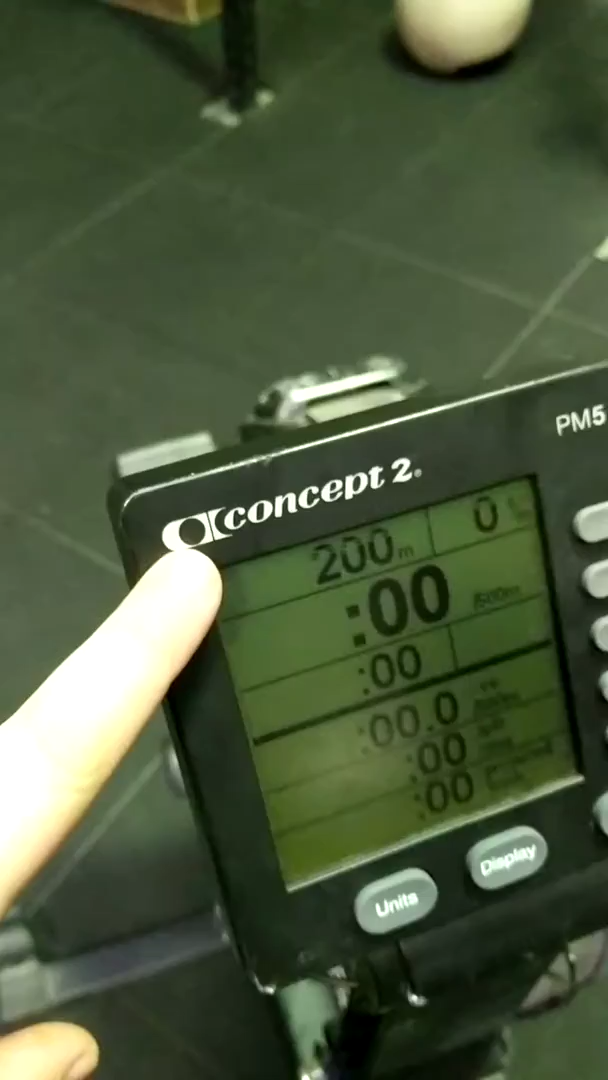 PM5
concept 2.
200m 0
:00 /500m
:00
:00.0
:00
:00
Units Display